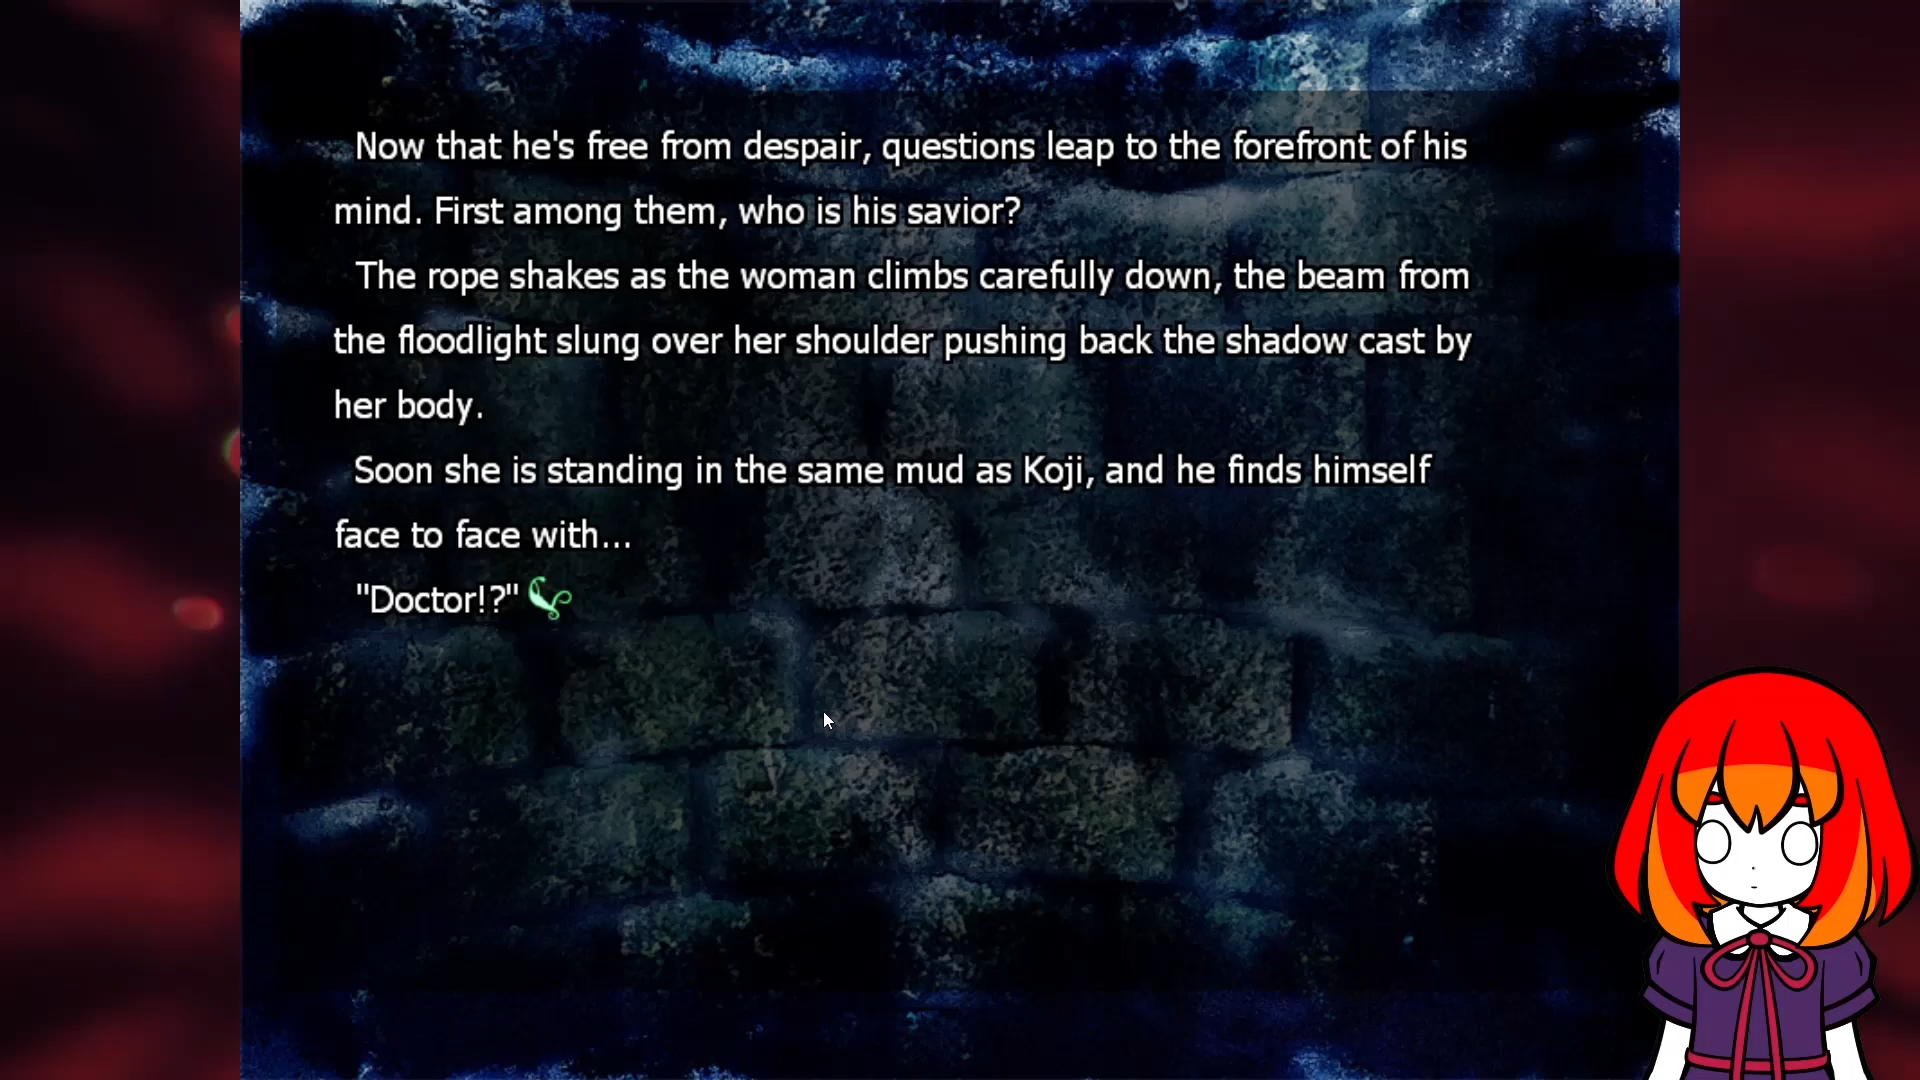 Now that he's free from despair, questions leap to the forefront of his
mind. First among them, who is his savior?
The rope shakes as the woman climbs carefully down, the beam from
the floodlight slung over her shoulder pushing back the shadow cast by
her body.
Soon she is standing in the same mud as Koji, and he finds himself
face to face with...
"Doctor!?"